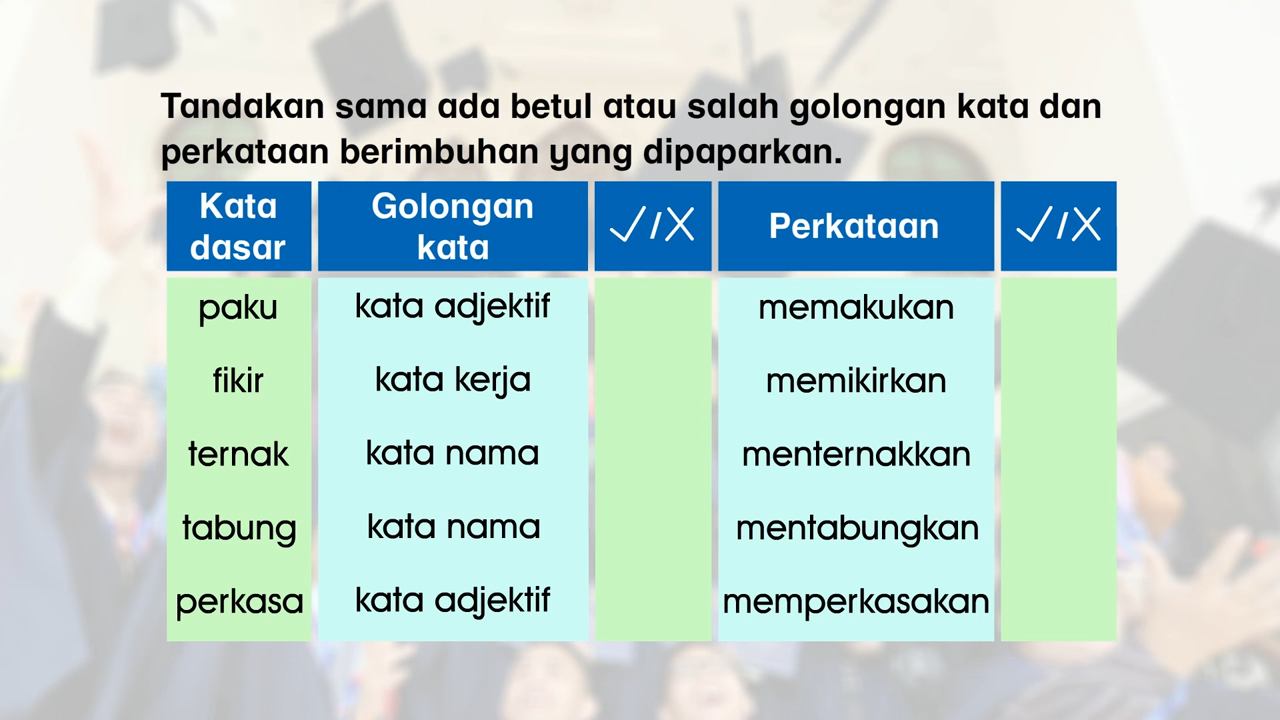 Tandakan sama ada betul atau salah golongan kata dan
perkataan berimbuhan yang dipaparkan.
Kata dasar Golongan kata ✓/X Perkataan ✓/X
paku kata adjektif memakukan
fikir kata kerja memikirkan
ternak kata nama menternakkan
tabung kata nama mentabungkan
perkasa kata adjektif memperkasakan